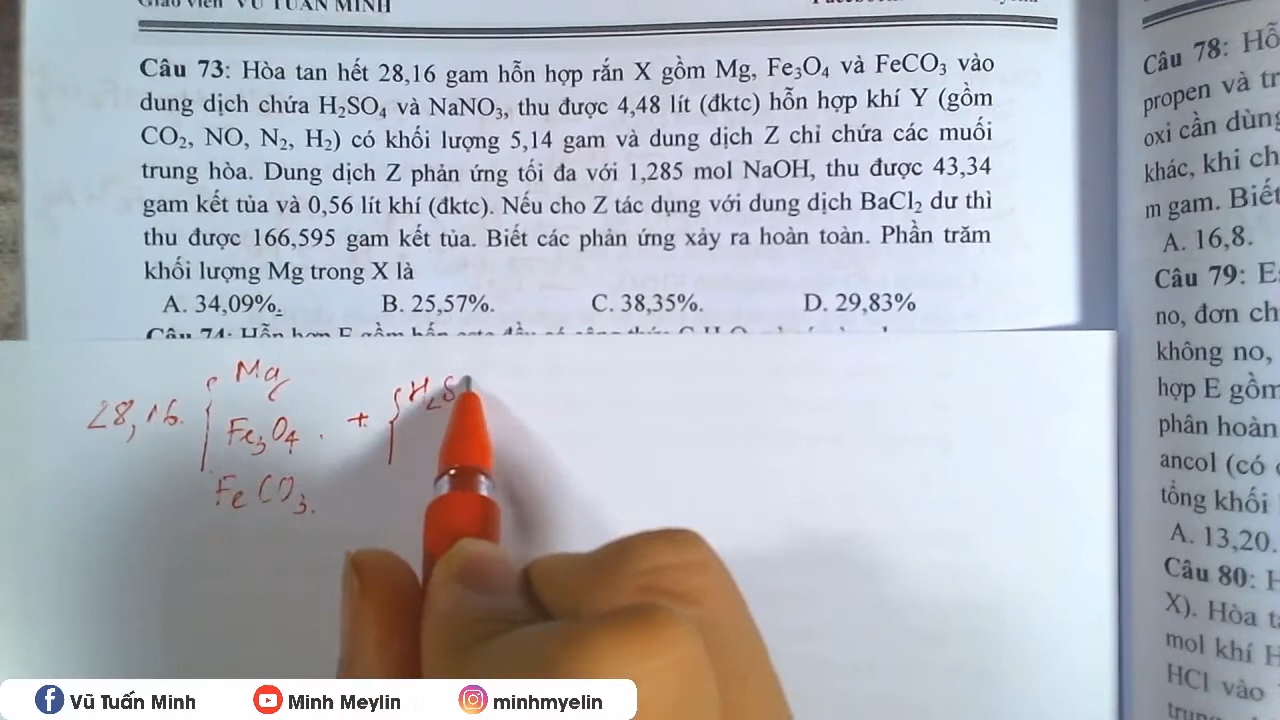 Giáo viên VŨ TUẤN MINH
Câu 73: Hòa tan hết 28,16 gam hỗn hợp rắn X gồm Mg, Fe₃O₄ và FeCO₃ vào
dung dịch chứa H₂SO₄ và NaNO₃, thu được 4,48 lít (đktc) hỗn hợp khí Y (gồm
CO₂, NO, N₂, H₂) có khối lượng 5,14 gam và dung dịch Z chỉ chứa các muối
trung hòa. Dung dịch Z phản ứng tối đa với 1,285 mol NaOH, thu được 43,34
gam kết tủa và 0,56 lít khí (đktc). Nếu cho Z tác dụng với dung dịch BaCl₂ dư thì
thu được 166,595 gam kết tủa. Biết các phản ứng xảy ra hoàn toàn. Phần trăm
khối lượng Mg trong X là
A. 34,09%. B. 25,57%. C. 38,35%. D. 29,83%
Câu 74: Hỗn hợp E gồm
28,16. Mg
Fe₃O₄ . + H₂S
FeCO₃.
Câu 78: Hỗ
propen và tr
oxi cần dùng
khác, khi ch
m gam. Biết
A. 16,8.
Câu 79: E
no, đơn ch
không no,
hợp E gồm
phân hoàn
ancol (có
tổng khối
A. 13,20.
Câu 80: H
X). Hòa t
mol khí H
HCl vào
trung
Vũ Tuấn Minh Minh Meylin minhmyelin